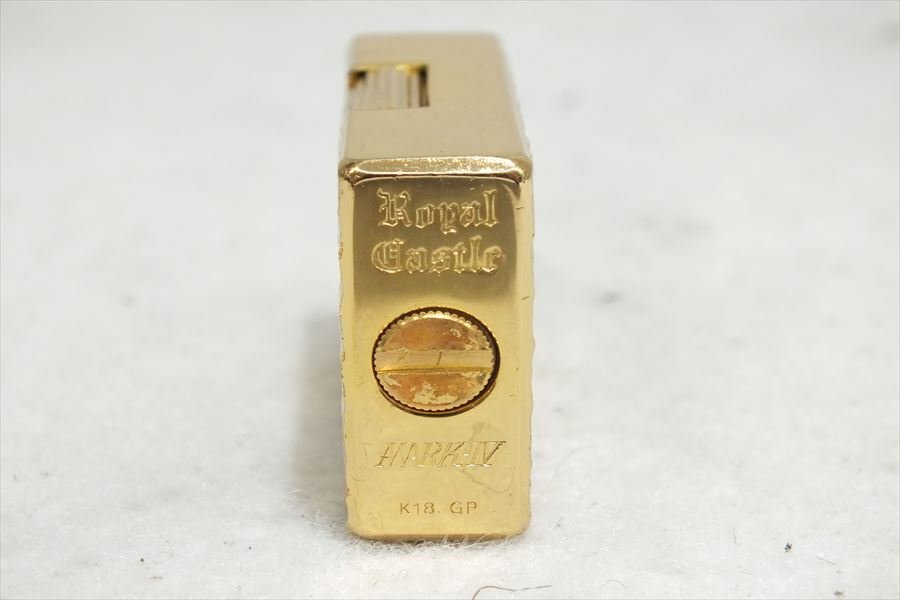 Royal
Castle
MARK-IV
K18. GP